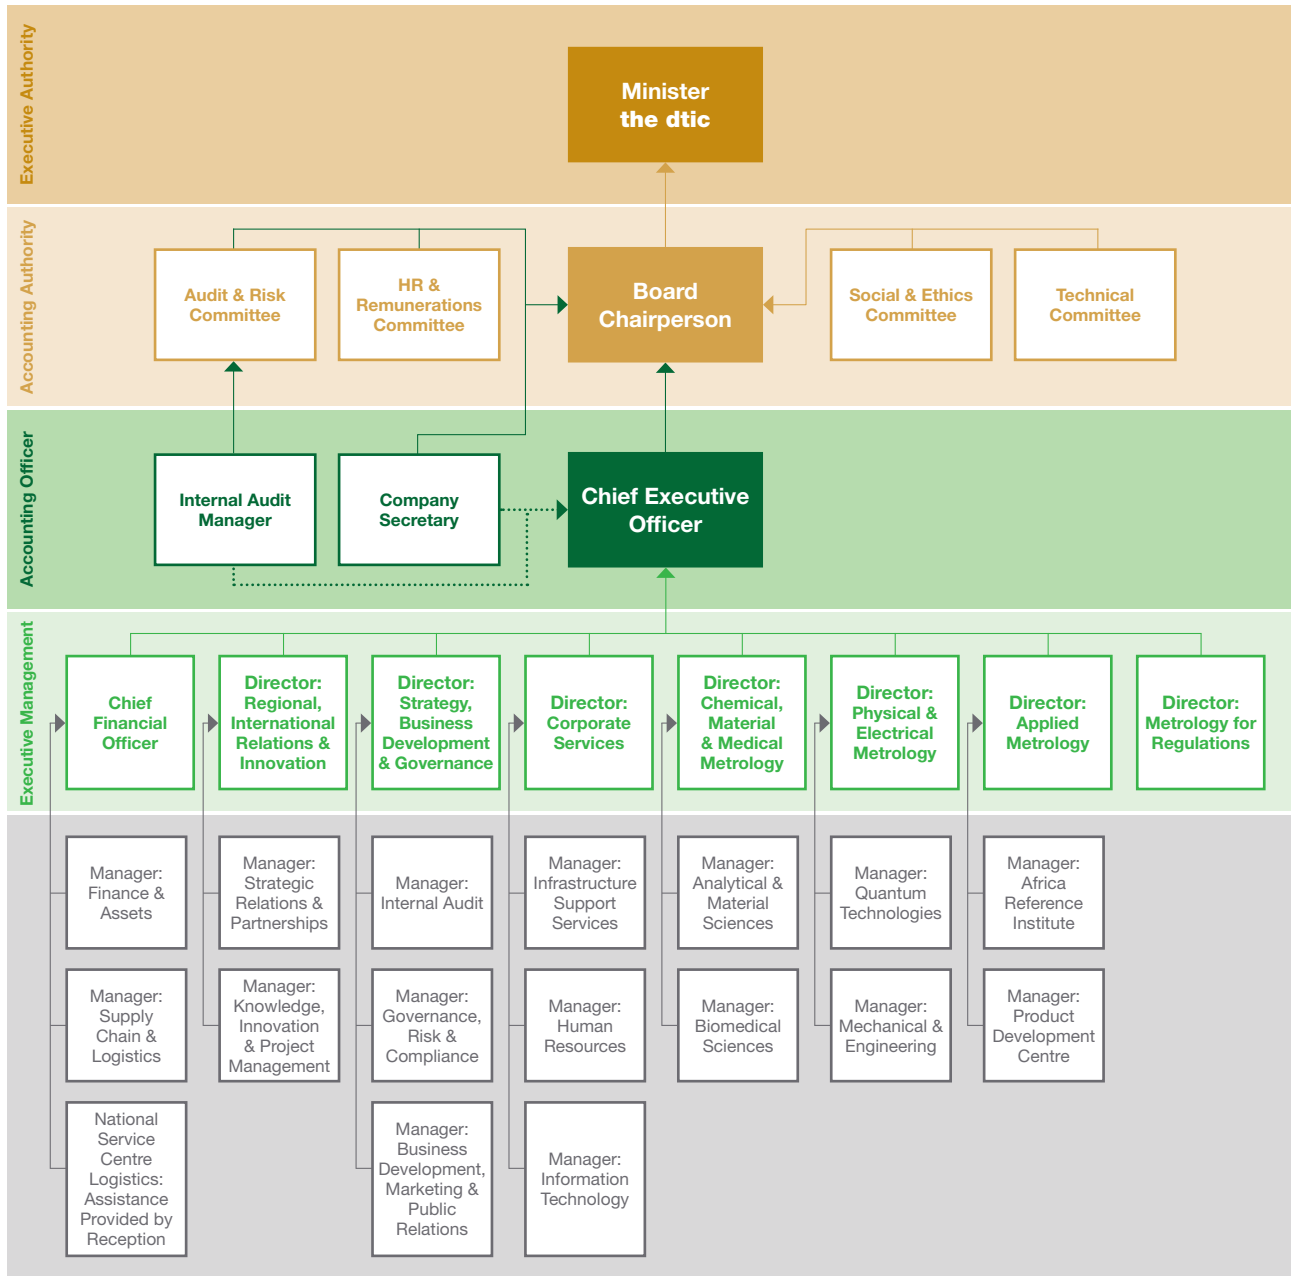 Executive Authority
Minister
the dtic
Accounting Authority
Audit & Risk
Committee
HR &
Remunerations
Committee
Board
Chairperson
Social & Ethics
Committee
Technical
Committee
Accounting Officer
Internal Audit
Manager
Company
Secretary
Chief Executive
Officer
Executive Management
Chief
Financial
Officer
Director:
Regional,
International
Relations &
Innovation
Director:
Strategy,
Business
Development
& Governance
Director:
Corporate
Services
Director:
Chemical,
Material
& Medical
Metrology
Director:
Physical &
Electrical
Metrology
Director:
Applied
Metrology
Director:
Metrology for
Regulations
Manager:
Finance &
Assets
Manager:
Strategic
Relations &
Partnerships
Manager:
Internal Audit
Manager:
Infrastructure
Support
Services
Manager:
Analytical &
Material
Sciences
Manager:
Quantum
Technologies
Manager:
Africa
Reference
Institute
Manager:
Supply
Chain &
Logistics
Manager:
Knowledge,
Innovation
& Project
Management
Manager:
Governance,
Risk &
Compliance
Manager:
Human
Resources
Manager:
Biomedical
Sciences
Manager:
Mechanical &
Engineering
Manager:
Product
Development
Centre
National
Service
Centre
Logistics:
Assistance
Provided by
Reception
Manager:
Business
Development,
Marketing &
Public
Relations
Manager:
Information
Technology